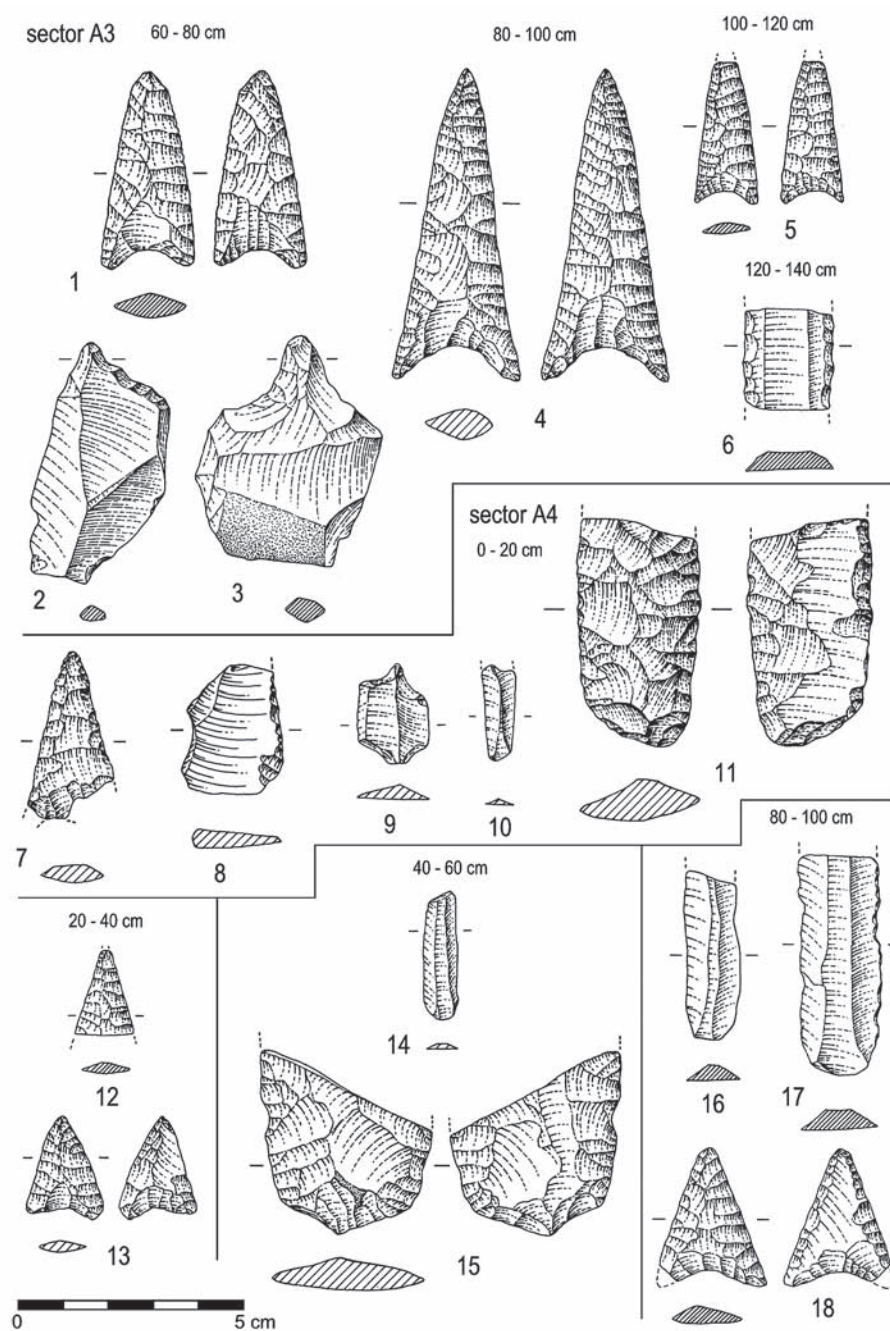 sector A3
60 - 80 cm
80 - 100 cm
100 - 120 cm
1
4
5
120 - 140 cm
6
2
3
sector A4
0 - 20 cm
7
8
9
10
11
20 - 40 cm
12
13
40 - 60 cm
14
15
80 - 100 cm
16
17
18
0
5 cm